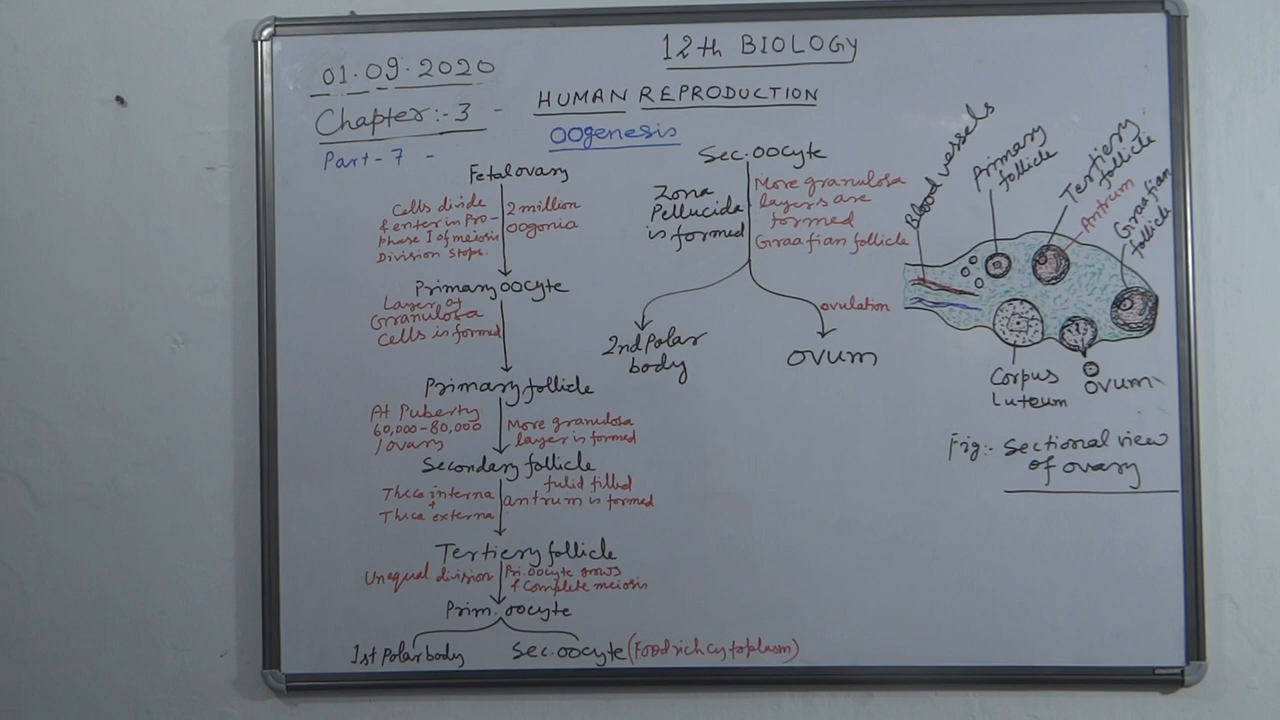 12th BIOLOGY
01.09.2020
Chapter:-3 -
HUMAN REPRODUCTION
Part-7 -
OOgenesis
Fetal ovary
Cells divide
& enter in Pro-
phase I of meiosis
Division stops.
2 million
oogonia
Primary oocyte
Layer of
Granulosa
Cells is formed
Primary follicle
At Puberty
60,000-80,000
/ovary
More granulosa
layer is formed
Secondary follicle
Theca interna
+
Theca externa
fulid filled
antrum is formed
Tertiery follicle
Unequal division
Pri. Oocyte grows
& Complete meiosis
Prim. oocyte
1st Polar body
Sec. oocyte (Food rich cytoplasm)
Sec. oocyte
Zona
Pellucida
is formed
More granulosa
layers are
formed
Graafian follicle
ovulation
2nd Polar
body
Ovum
Blood vessels
Primary
follicle
Tertiery
follicle
Antrum
Graafian
follicle
Corpus
Luteum
Ovum
Fig:- Sectional view
of ovary